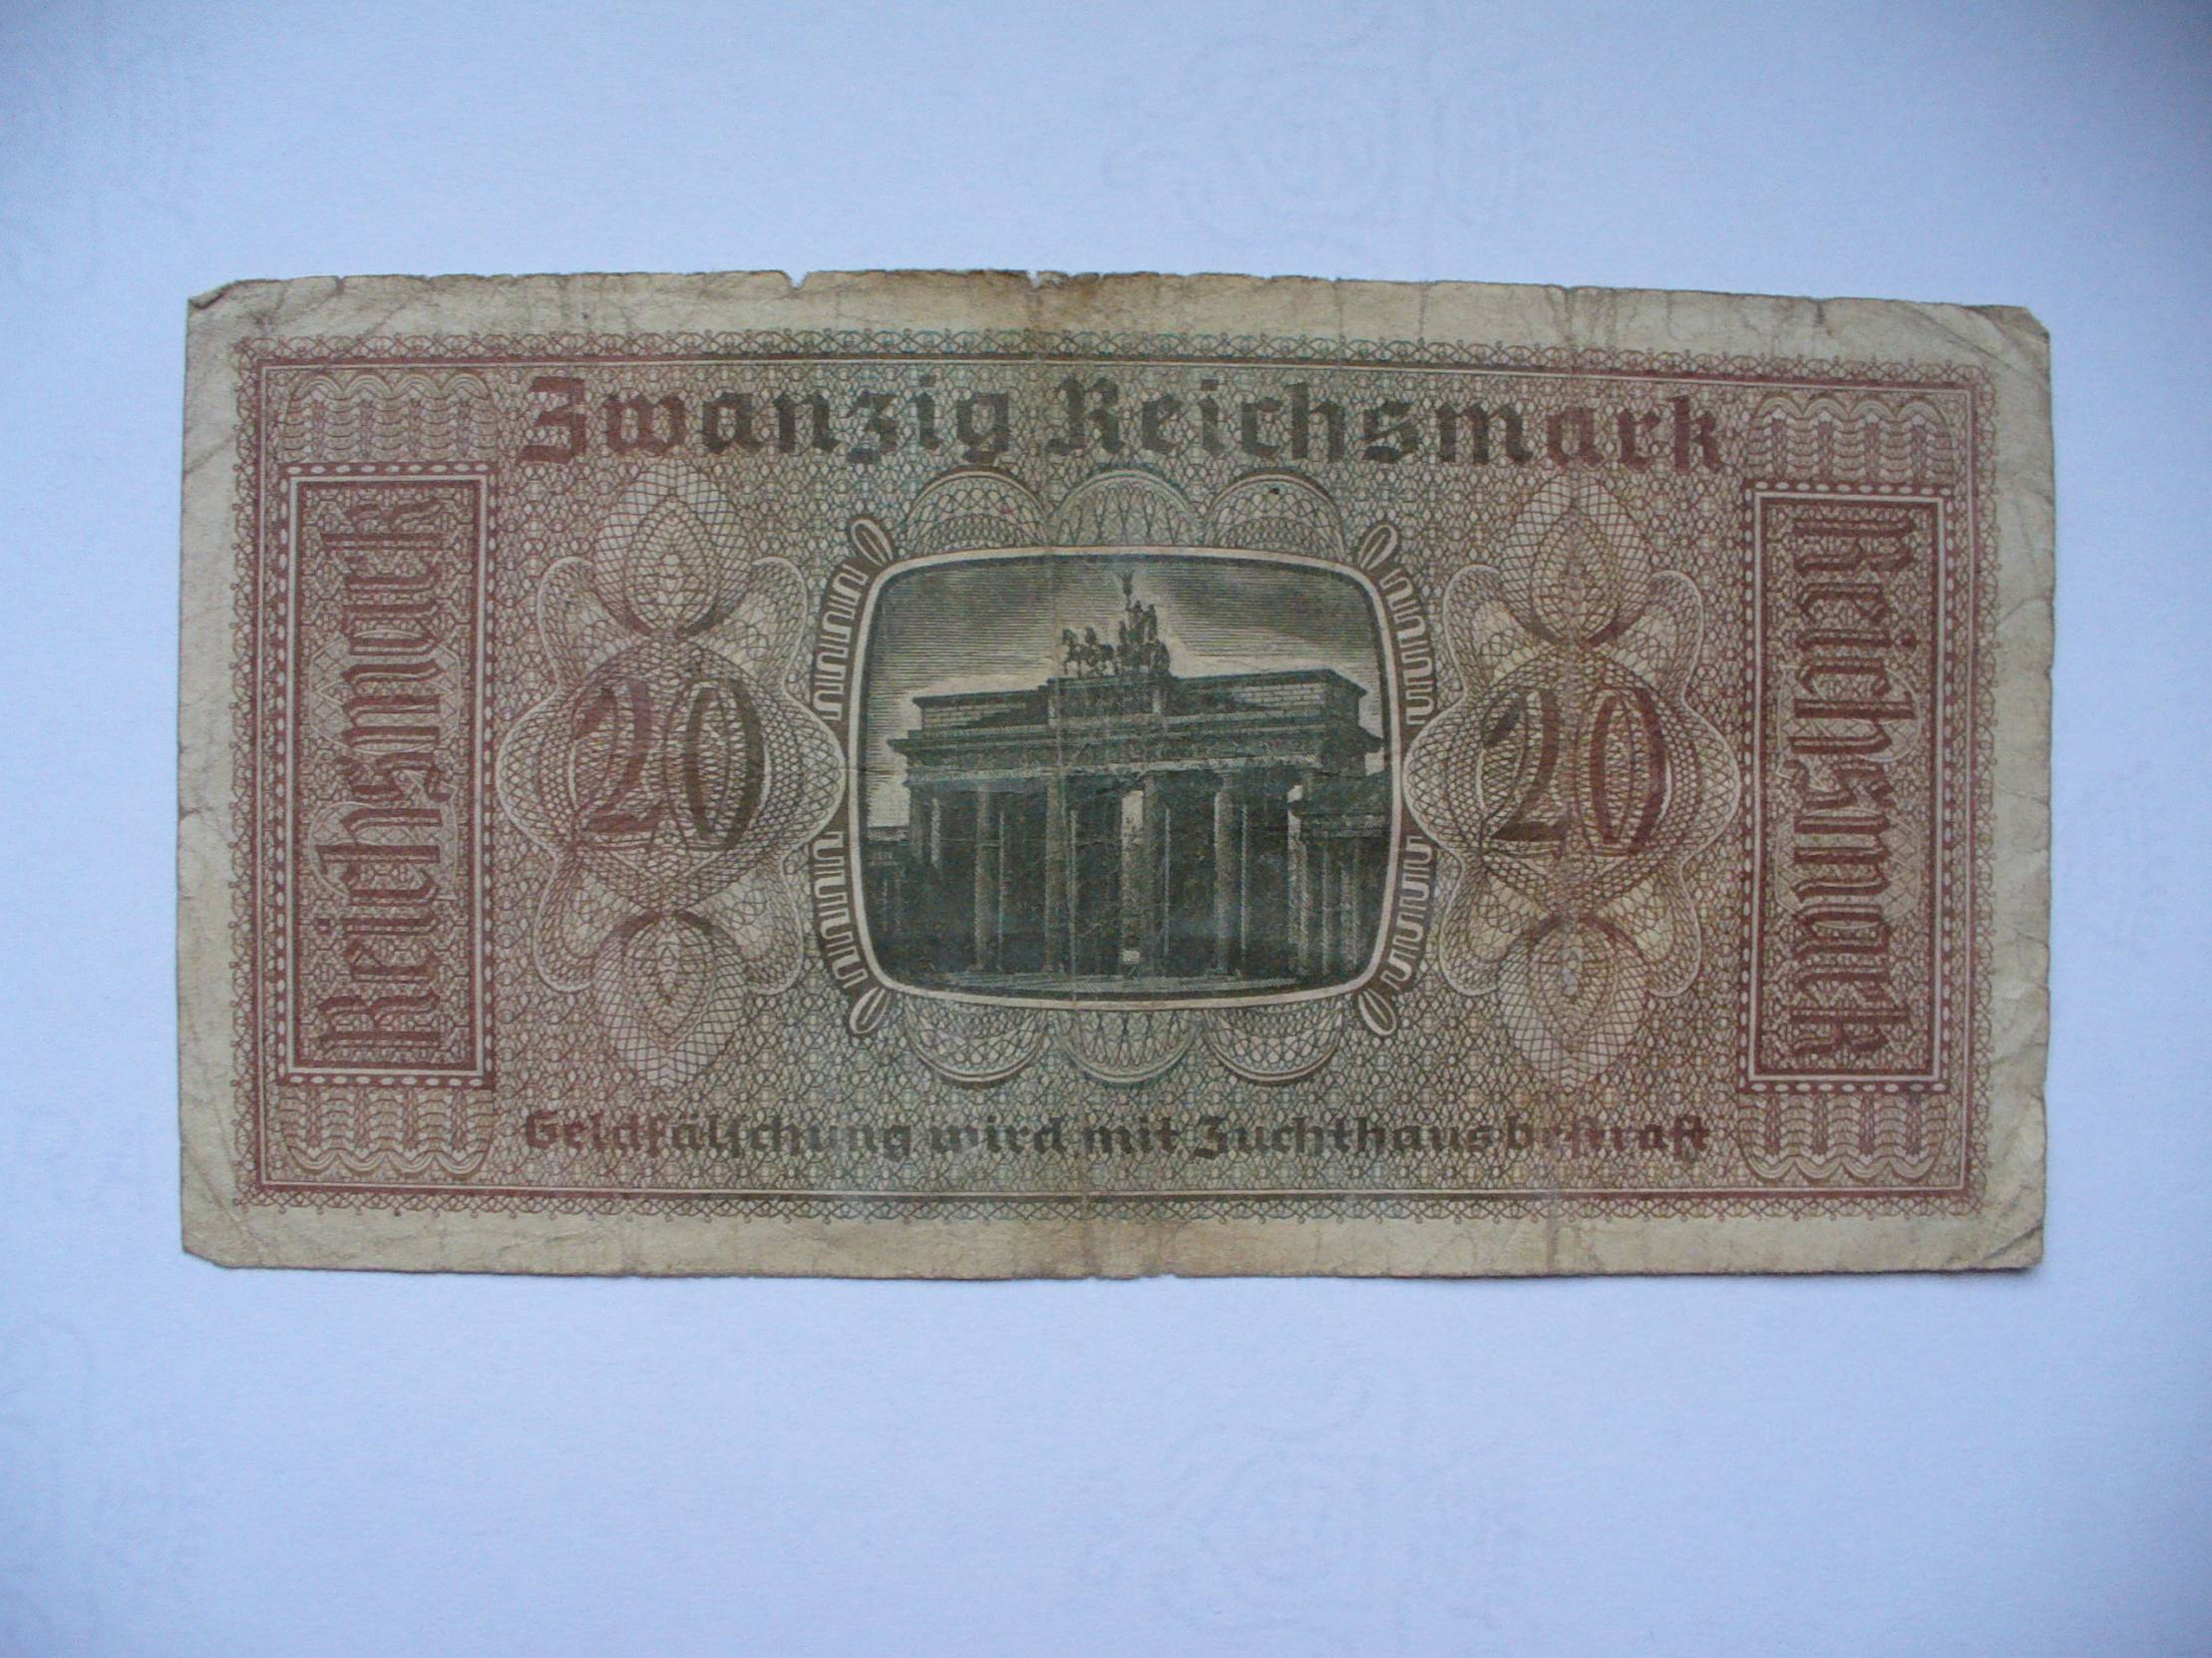 Zwanzig Reichsmark
Reichsmark
20
20
Reichsmark
Geldfälschung wird mit Zuchthaus bestraft